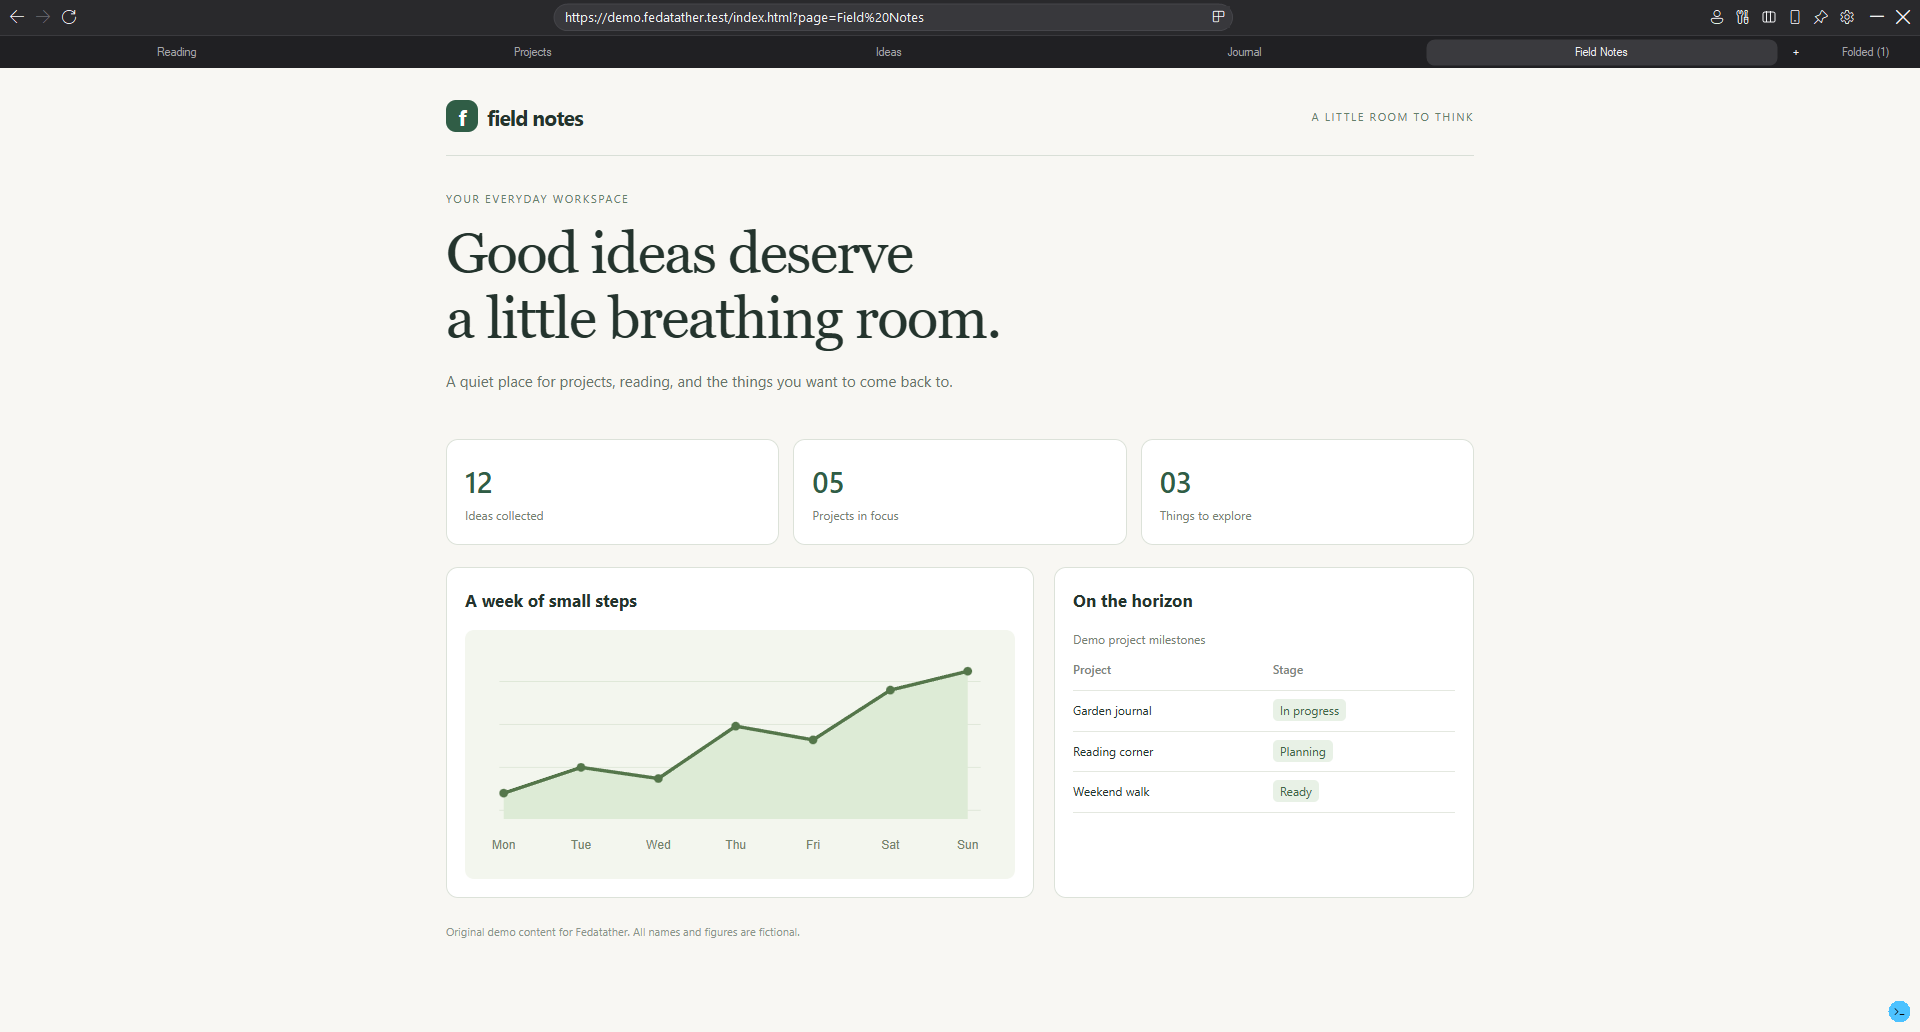 https://demo.fedatather.test/index.html?page=Field%20Notes
Reading
Projects
Ideas
Journal
Field Notes
+
Folded (1)
f
field notes
A LITTLE ROOM TO THINK
YOUR EVERYDAY WORKSPACE
Good ideas deserve
a little breathing room.
A quiet place for projects, reading, and the things you want to come back to.
12
Ideas collected
05
Projects in focus
03
Things to explore
A week of small steps
Mon Tue Wed Thu Fri Sat Sun
On the horizon
Demo project milestones
Project Stage
Garden journal In progress
Reading corner Planning
Weekend walk Ready
Original demo content for Fedatather. All names and figures are fictional.